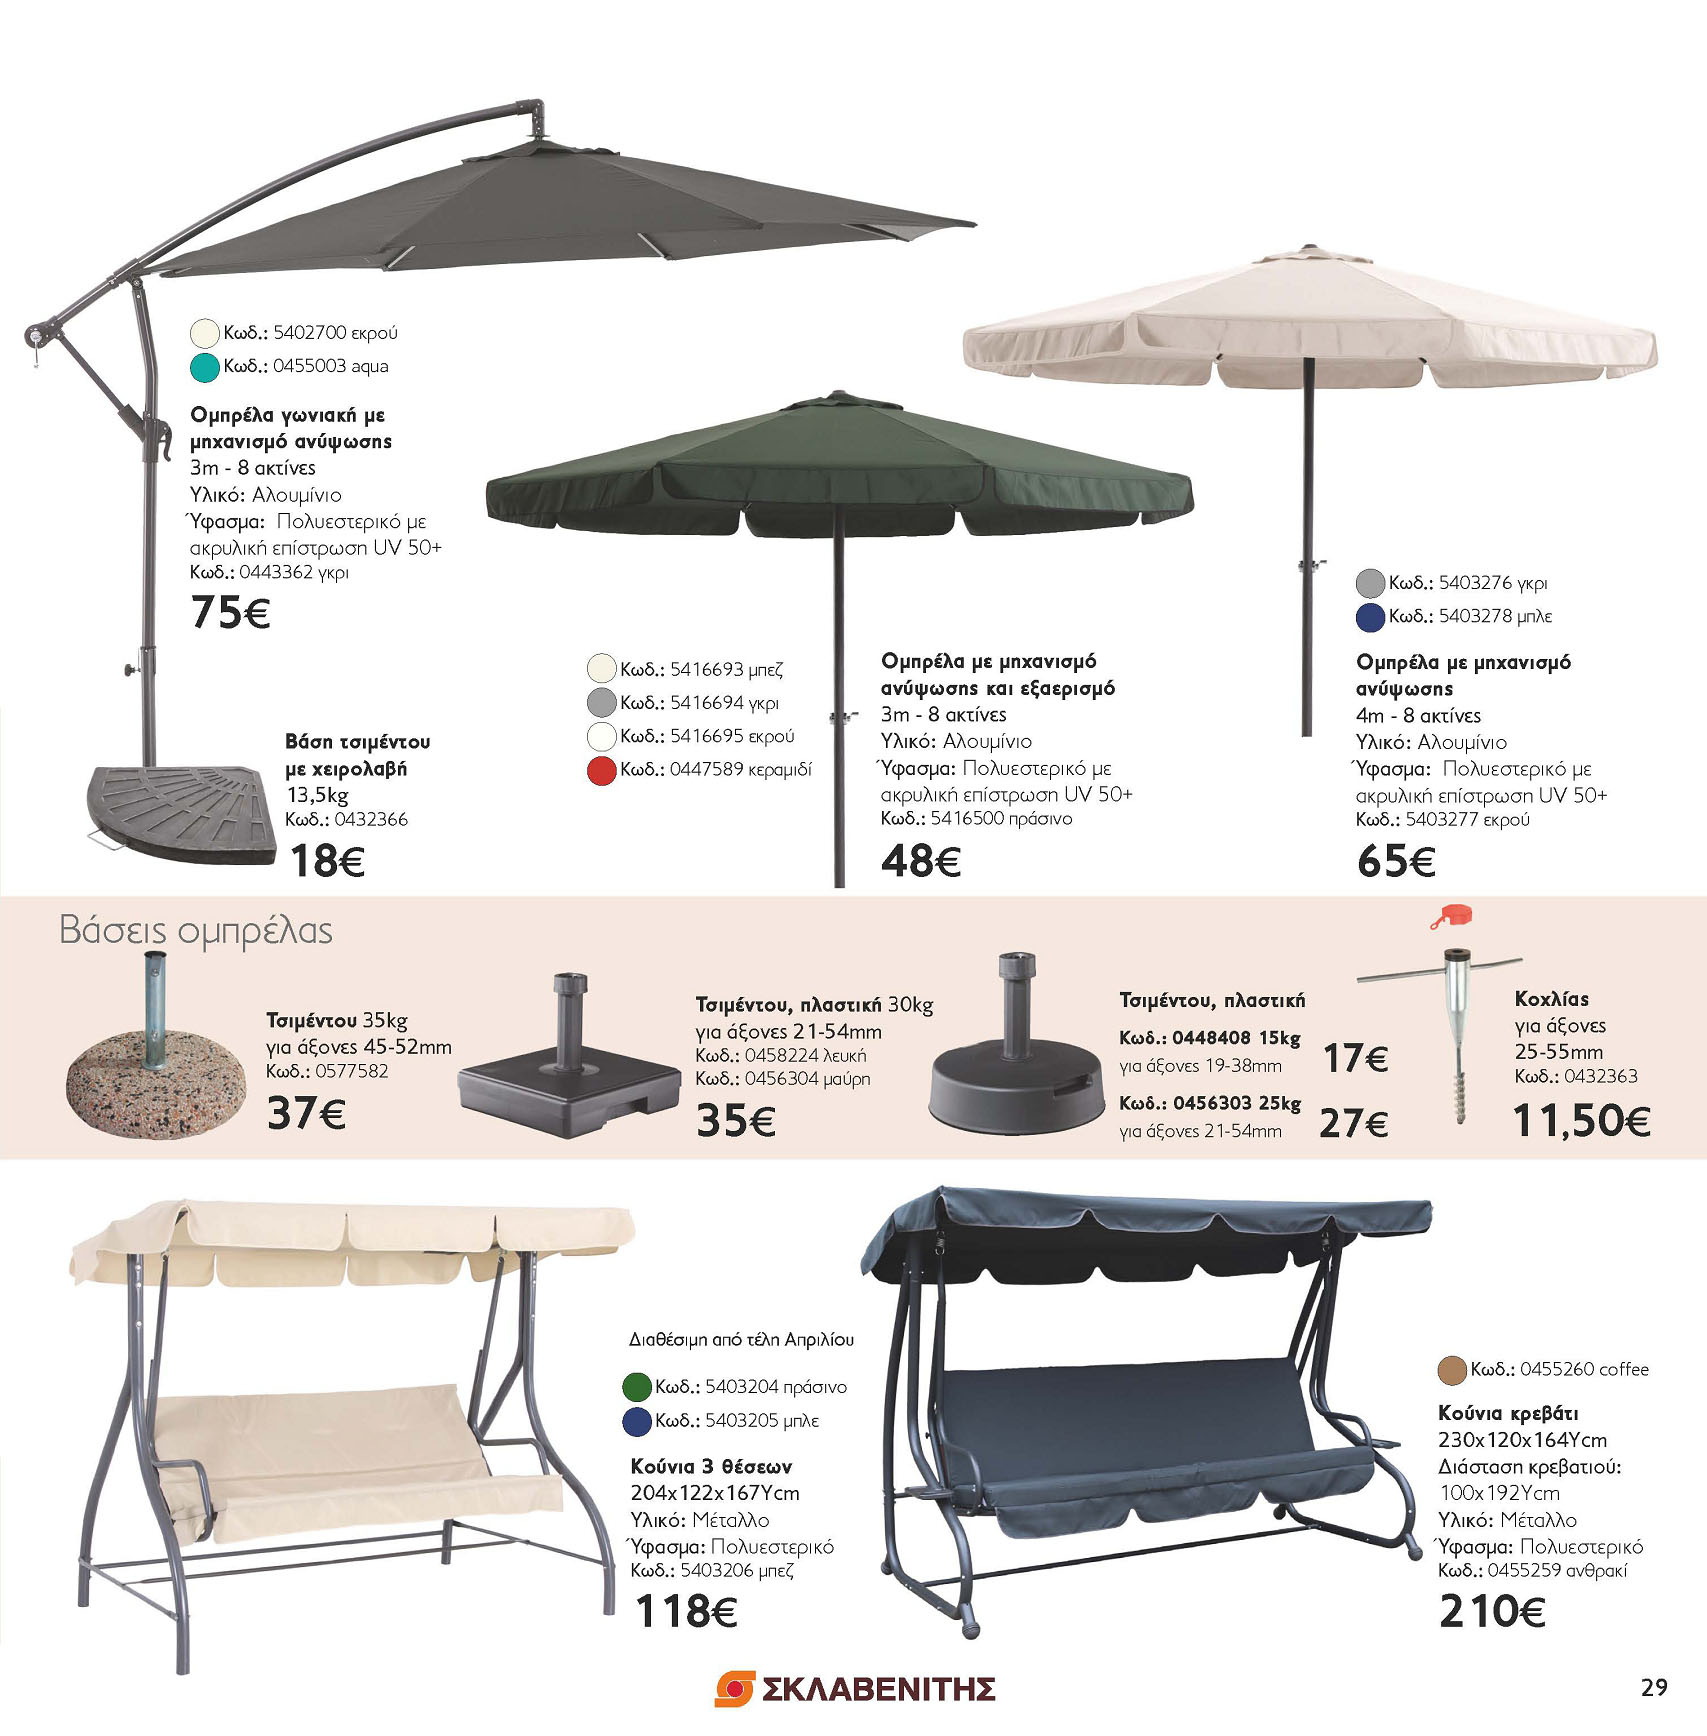 Κωδ.: 5402700 εκρού
Κωδ.: 0455003 aqua
Ομπρέλα γωνιακή με
μηχανισμό ανύψωσης
3m - 8 ακτίνες
Υλικό: Αλουμίνιο
Ύφασμα: Πολυεστερικό με
ακρυλική επίστρωση UV 50+
Κωδ.: 0443362 γκρι
75€
Βάση τσιμέντου
με χειρολαβή
13,5kg
Κωδ.: 0432366
18€
Κωδ.: 5416693 μπεζ
Κωδ.: 5416694 γκρι
Κωδ.: 5416695 εκρού
Κωδ.: 0447589 κεραμιδί
Ομπρέλα με μηχανισμό
ανύψωσης και εξαερισμό
3m - 8 ακτίνες
Υλικό: Αλουμίνιο
Ύφασμα: Πολυεστερικό με
ακρυλική επίστρωση UV 50+
Κωδ.: 5416500 πράσινο
48€
Κωδ.: 5403276 γκρι
Κωδ.: 5403278 μπλε
Ομπρέλα με μηχανισμό
ανύψωσης
4m - 8 ακτίνες
Υλικό: Αλουμίνιο
Ύφασμα: Πολυεστερικό με
ακρυλική επίστρωση UV 50+
Κωδ.: 5403277 εκρού
65€
Βάσεις ομπρέλας
Τσιμέντου 35kg
για άξονες 45-52mm
Κωδ.: 0577582
37€
Τσιμέντου, πλαστική 30kg
για άξονες 21-54mm
Κωδ.: 0458224 λευκή
Κωδ.: 0456304 μαύρη
35€
Τσιμέντου, πλαστική
Κωδ.: 0448408 15kg
για άξονες 19-38mm
17€
Κωδ.: 0456303 25kg
για άξονες 21-54mm
27€
Κοχλίας
για άξονες
25-55mm
Κωδ.: 0432363
11,50€
Διαθέσιμη από τέλη Απριλίου
Κωδ.: 5403204 πράσινο
Κωδ.: 5403205 μπλε
Κούνια 3 θέσεων
204x122x167Υcm
Υλικό: Μέταλλο
Ύφασμα: Πολυεστερικό
Κωδ.: 5403206 μπεζ
118€
Κωδ.: 0455260 coffee
Κούνια κρεβάτι
230x120x164Υcm
Διάσταση κρεβατιού:
100x192Υcm
Υλικό: Μέταλλο
Ύφασμα: Πολυεστερικό
Κωδ.: 0455259 ανθρακί
210€
ΣΚΛΑΒΕΝΙΤΗΣ
29